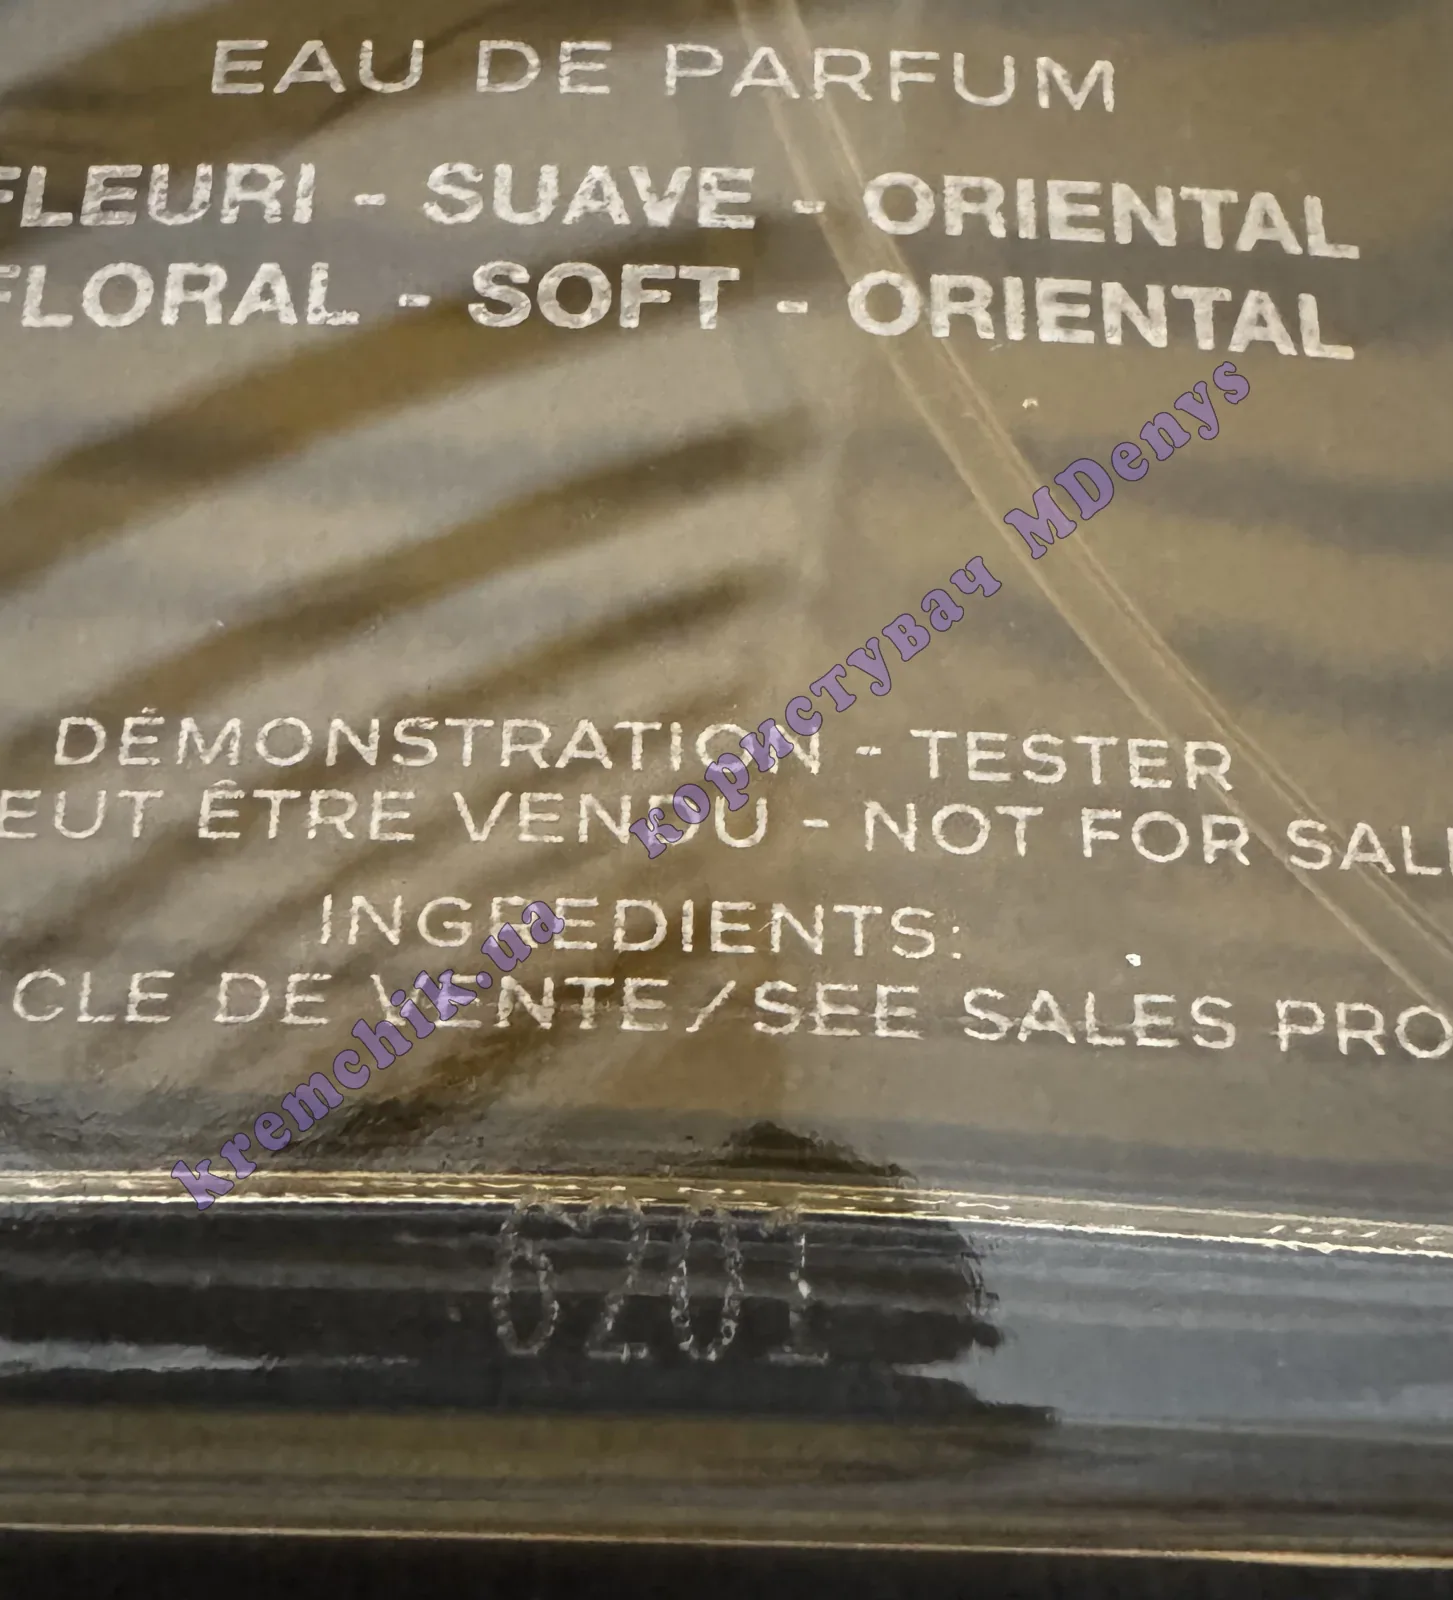 EAU DE PARFUM
FLEURI - SUAVE - ORIENTAL
FLORAL - SOFT - ORIENTAL
DÉMONSTRATION - TESTER
EUT ÊTRE VENDU - NOT FOR SAL
INGREDIENTS:
CLE DE VENTE/SEE SALES PRO
6201
kremchik.ua користувач MDenys